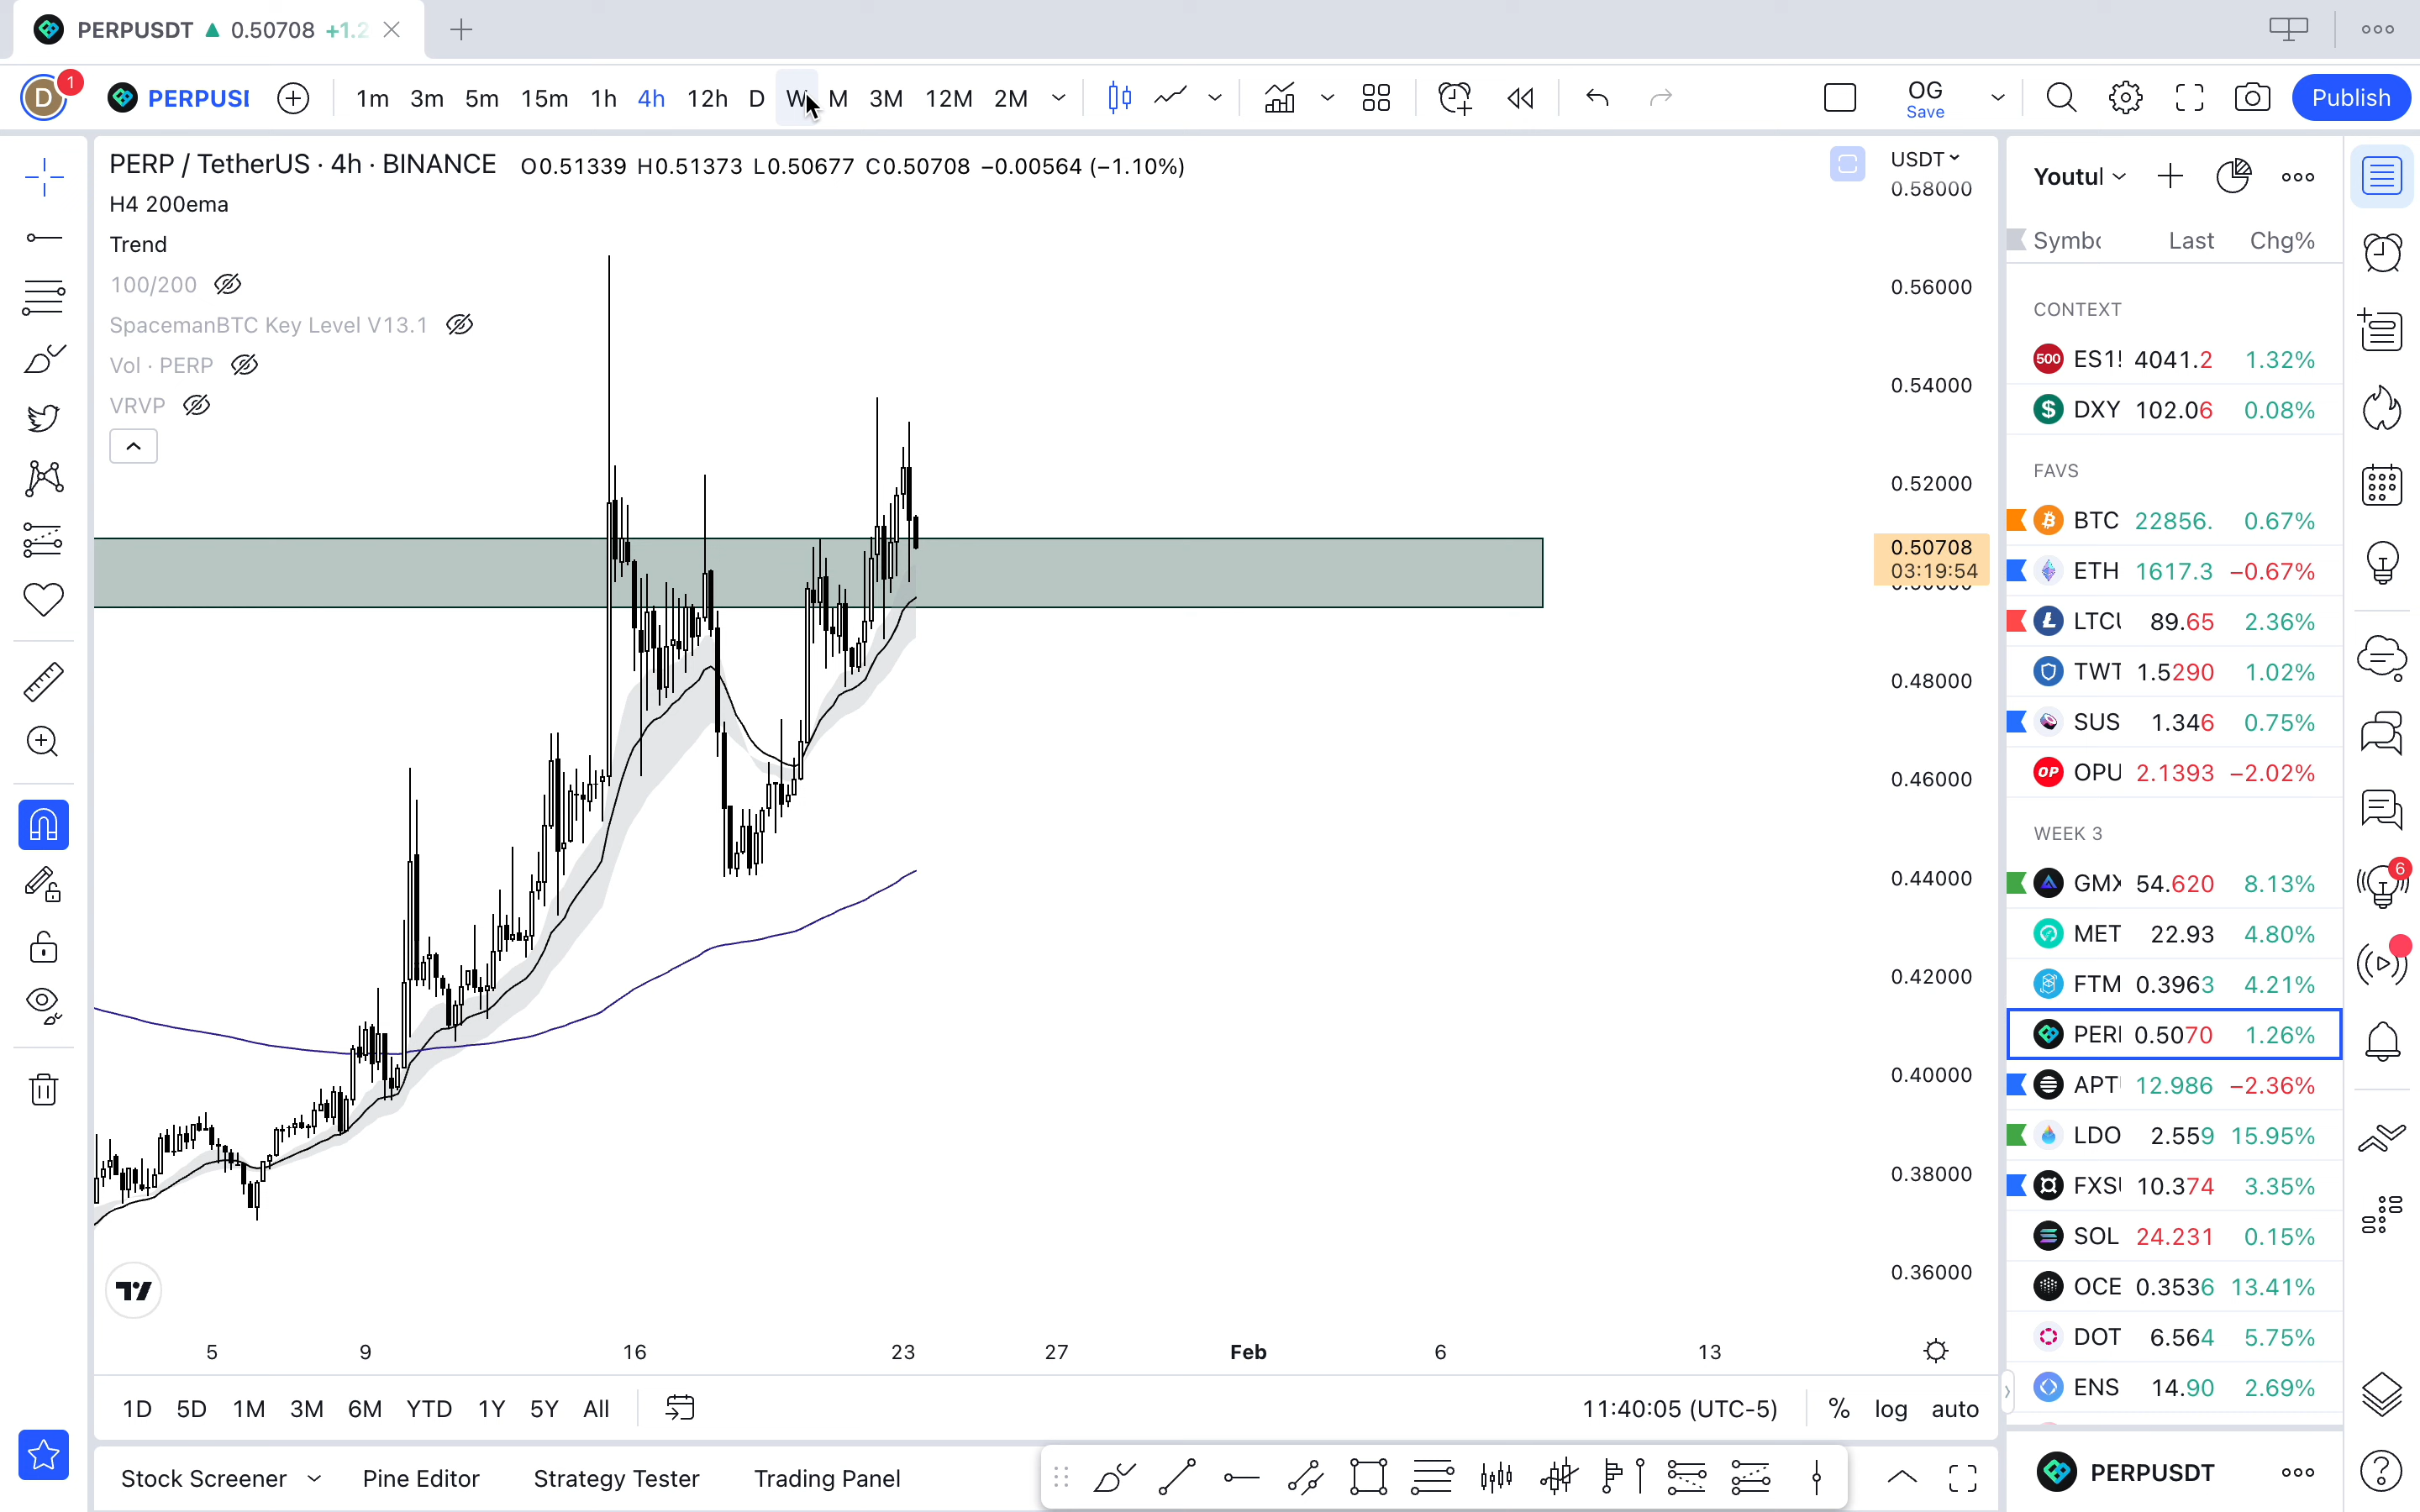 PERPUSDT ▲ 0.50708 +1.2
D 1 PERPUSI 1m 3m 5m 15m 1h 4h 12h D W M 3M 12M 2M OG Save Publish
PERP / TetherUS · 4h · BINANCE O0.51339 H0.51373 L0.50677 C0.50708 −0.00564 (−1.10%)
H4 200ema
Trend
100/200
SpacemanBTC Key Level V13.1
Vol · PERP
VRVP
USDT
0.58000
0.56000
0.54000
0.52000
0.50708
03:19:54
0.48000
0.46000
0.44000
0.42000
0.40000
0.38000
0.36000
5 9 16 23 27 Feb 6 13
1D 5D 1M 3M 6M YTD 1Y 5Y All 11:40:05 (UTC-5) % log auto
Stock Screener Pine Editor Strategy Tester Trading Panel
Youtul
Symbo Last Chg%
CONTEXT
500 ES1! 4041.2 1.32%
$ DXY 102.06 0.08%
FAVS
BTC 22856. 0.67%
ETH 1617.3 −0.67%
LTCU 89.65 2.36%
TWT 1.5290 1.02%
SUS 1.346 0.75%
OP OPU 2.1393 −2.02%
WEEK 3
GMX 54.620 8.13%
MET 22.93 4.80%
FTM 0.3963 4.21%
PERI 0.5070 1.26%
APT 12.986 −2.36%
LDO 2.559 15.95%
FXSU 10.374 3.35%
SOL 24.231 0.15%
OCE 0.3536 13.41%
DOT 6.564 5.75%
ENS 14.90 2.69%
PERPUSDT
6